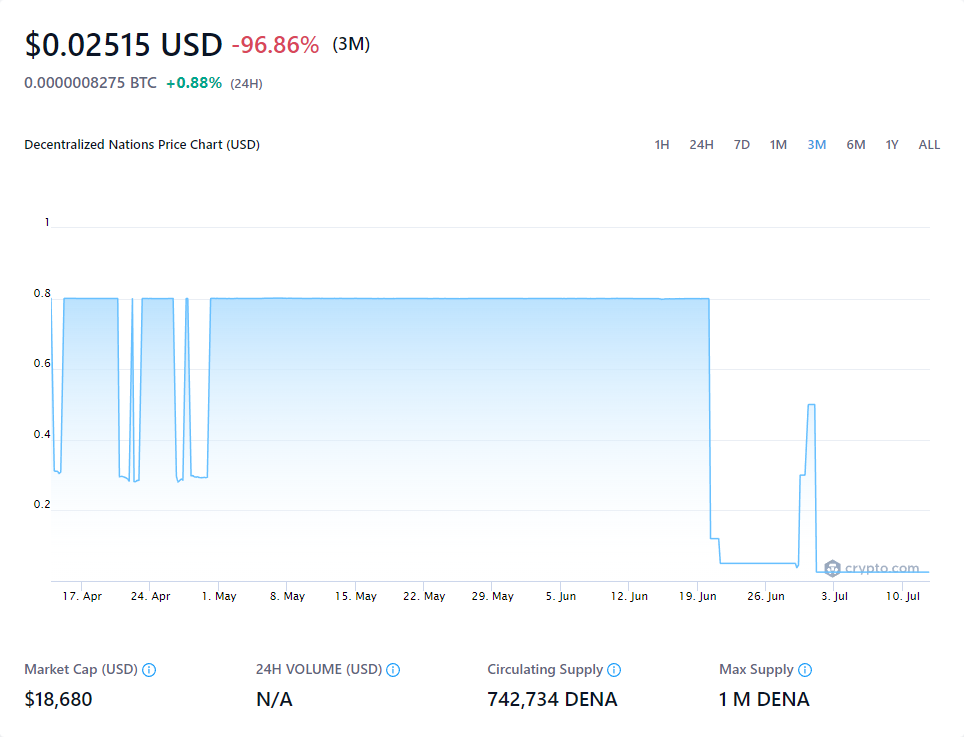 $0.02515 USD -96.86% (3M)
0.0000008275 BTC +0.88% (24H)
Decentralized Nations Price Chart (USD) 1H 24H 7D 1M 3M 6M 1Y ALL
1
0.8
0.6
0.4
0.2
crypto.com
17. Apr 24. Apr 1. May 8. May 15. May 22. May 29. May 5. Jun 12. Jun 19. Jun 26. Jun 3. Jul 10. Jul
Market Cap (USD) 24H VOLUME (USD) Circulating Supply Max Supply
$18,680 N/A 742,734 DENA 1 M DENA